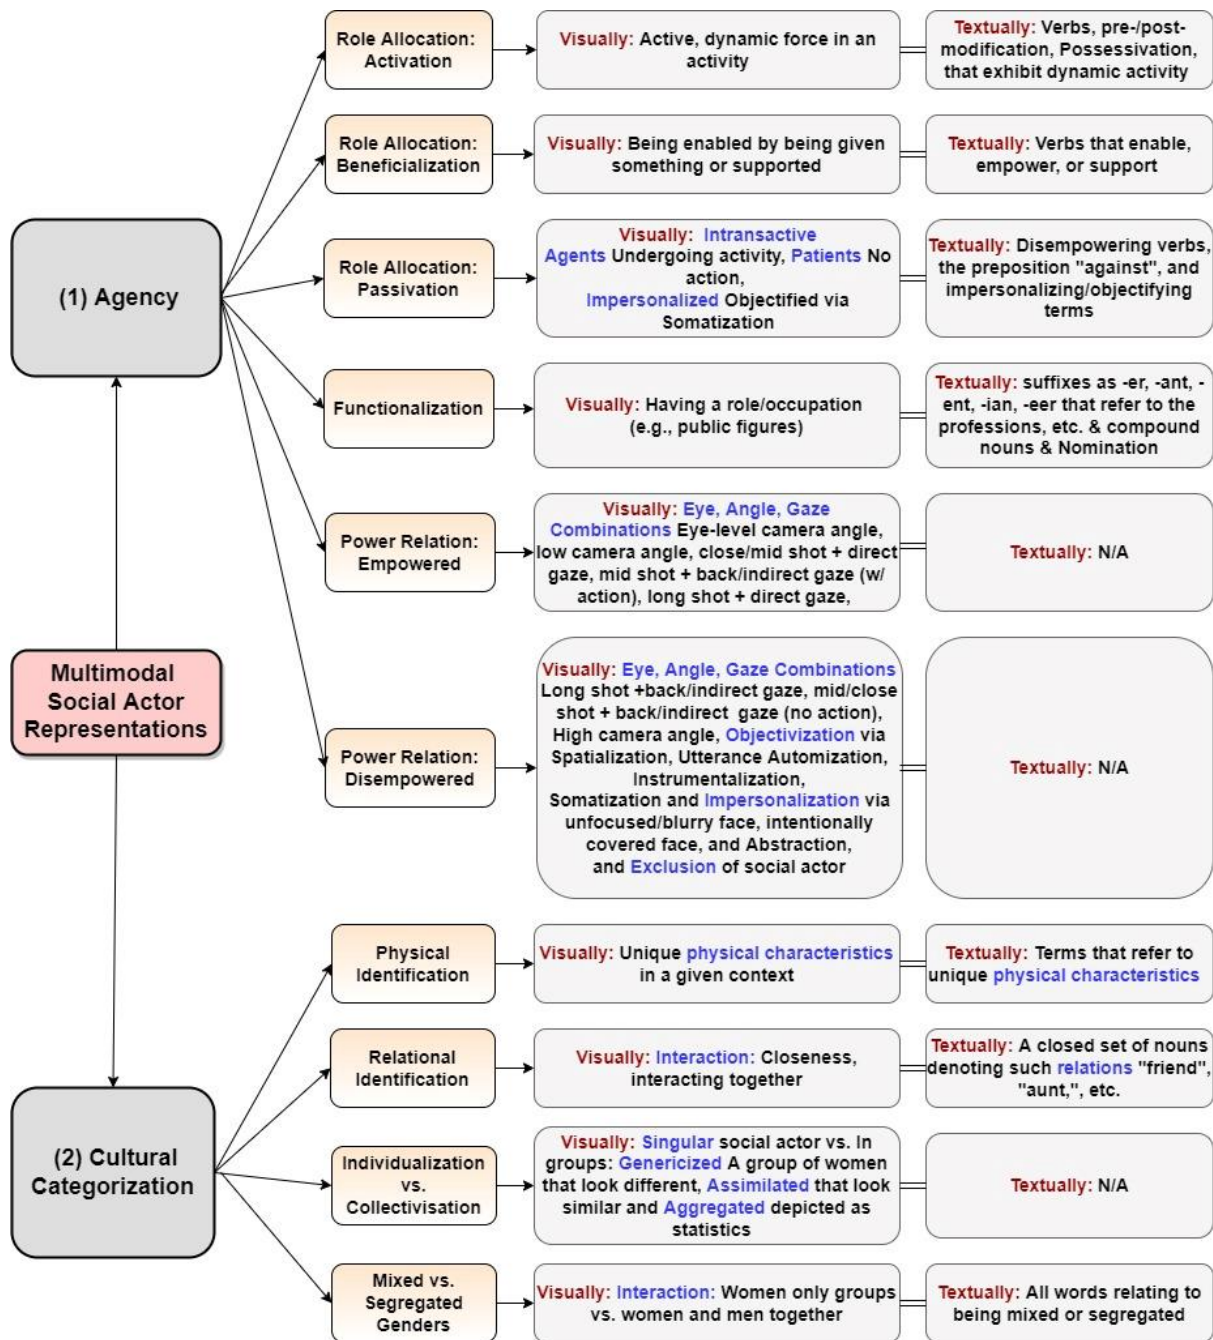 Role Allocation:
Activation
Visually: Active, dynamic force in an
activity
Textually: Verbs, pre-/post-
modification, Possessivation,
that exhibit dynamic activity
Role Allocation:
Beneficialization
Visually: Being enabled by being given
something or supported
Textually: Verbs that enable,
empower, or support
(1) Agency
Role Allocation:
Passivation
Visually: Intransactive
Agents Undergoing activity, Patients No
action,
Impersonalized Objectified via
Somatization
Textually: Disempowering verbs,
the preposition "against", and
impersonalizing/objectifying
terms
Functionalization
Visually: Having a role/occupation
(e.g., public figures)
Textually: suffixes as -er, -ant, -
ent, -ian, -eer that refer to the
professions, etc. & compound
nouns & Nomination
Power Relation:
Empowered
Visually: Eye, Angle, Gaze
Combinations Eye-level camera angle,
low camera angle, close/mid shot + direct
gaze, mid shot + back/indirect gaze (w/
action), long shot + direct gaze,
Textually: N/A
Multimodal
Social Actor
Representations
Power Relation:
Disempowered
Visually: Eye, Angle, Gaze Combinations
Long shot +back/indirect gaze, mid/close
shot + back/indirect gaze (no action),
High camera angle, Objectivization via
Spatialization, Utterance Automization,
Instrumentalization,
Somatization and Impersonalization via
unfocused/blurry face, intentionally
covered face, and Abstraction,
and Exclusion of social actor
Textually: N/A
Physical
Identification
Visually: Unique physical characteristics
in a given context
Textually: Terms that refer to
unique physical characteristics
Relational
Identification
Visually: Interaction: Closeness,
interacting together
Textually: A closed set of nouns
denoting such relations "friend",
"aunt,", etc.
(2) Cultural
Categorization
Individualization
vs.
Collectivisation
Visually: Singular social actor vs. In
groups: Genericized A group of women
that look different, Assimilated that look
similar and Aggregated depicted as
statistics
Textually: N/A
Mixed vs.
Segregated
Genders
Visually: Interaction: Women only groups
vs. women and men together
Textually: All words relating to
being mixed or segregated